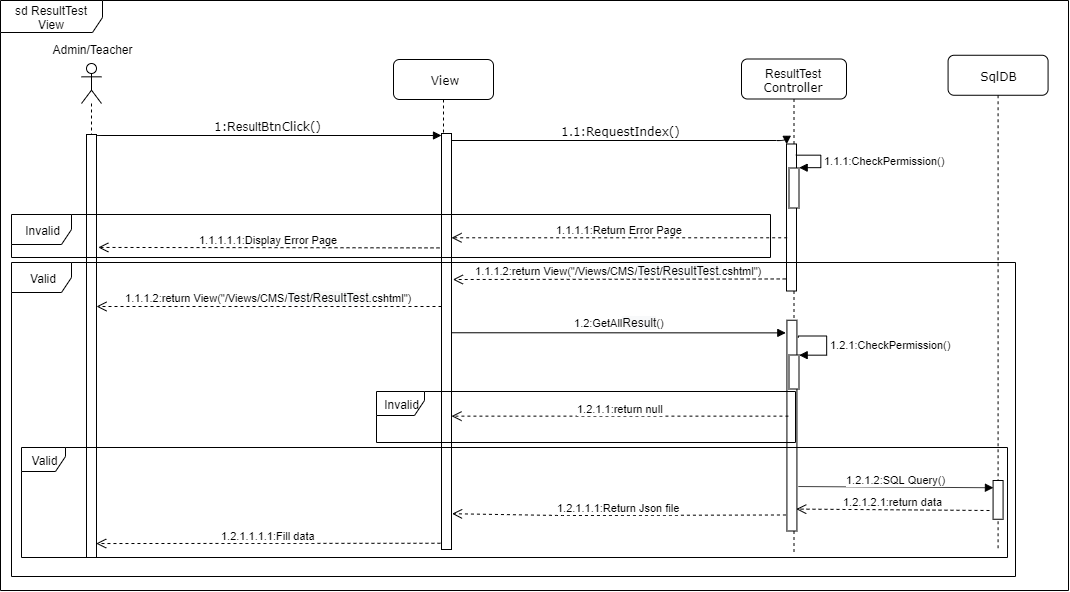 sd ResultTest
View
Admin/Teacher
View
ResultTest
Controller
SqlDB
1:ResultBtnClick()
1.1:RequestIndex()
1.1.1:CheckPermission()
Invalid
1.1.1.1:Return Error Page
1.1.1.1.1:Display Error Page
Valid
1.1.1.2:return View("/Views/CMS/Test/ResultTest.cshtml")
1.1.1.2:return View("/Views/CMS/Test/ResultTest.cshtml")
1.2:GetAllResult()
1.2.1:CheckPermission()
Invalid
1.2.1.1:return null
Valid
1.2.1.2:SQL Query()
1.2.1.2.1:return data
1.2.1.1.1:Return Json file
1.2.1.1.1.1:Fill data